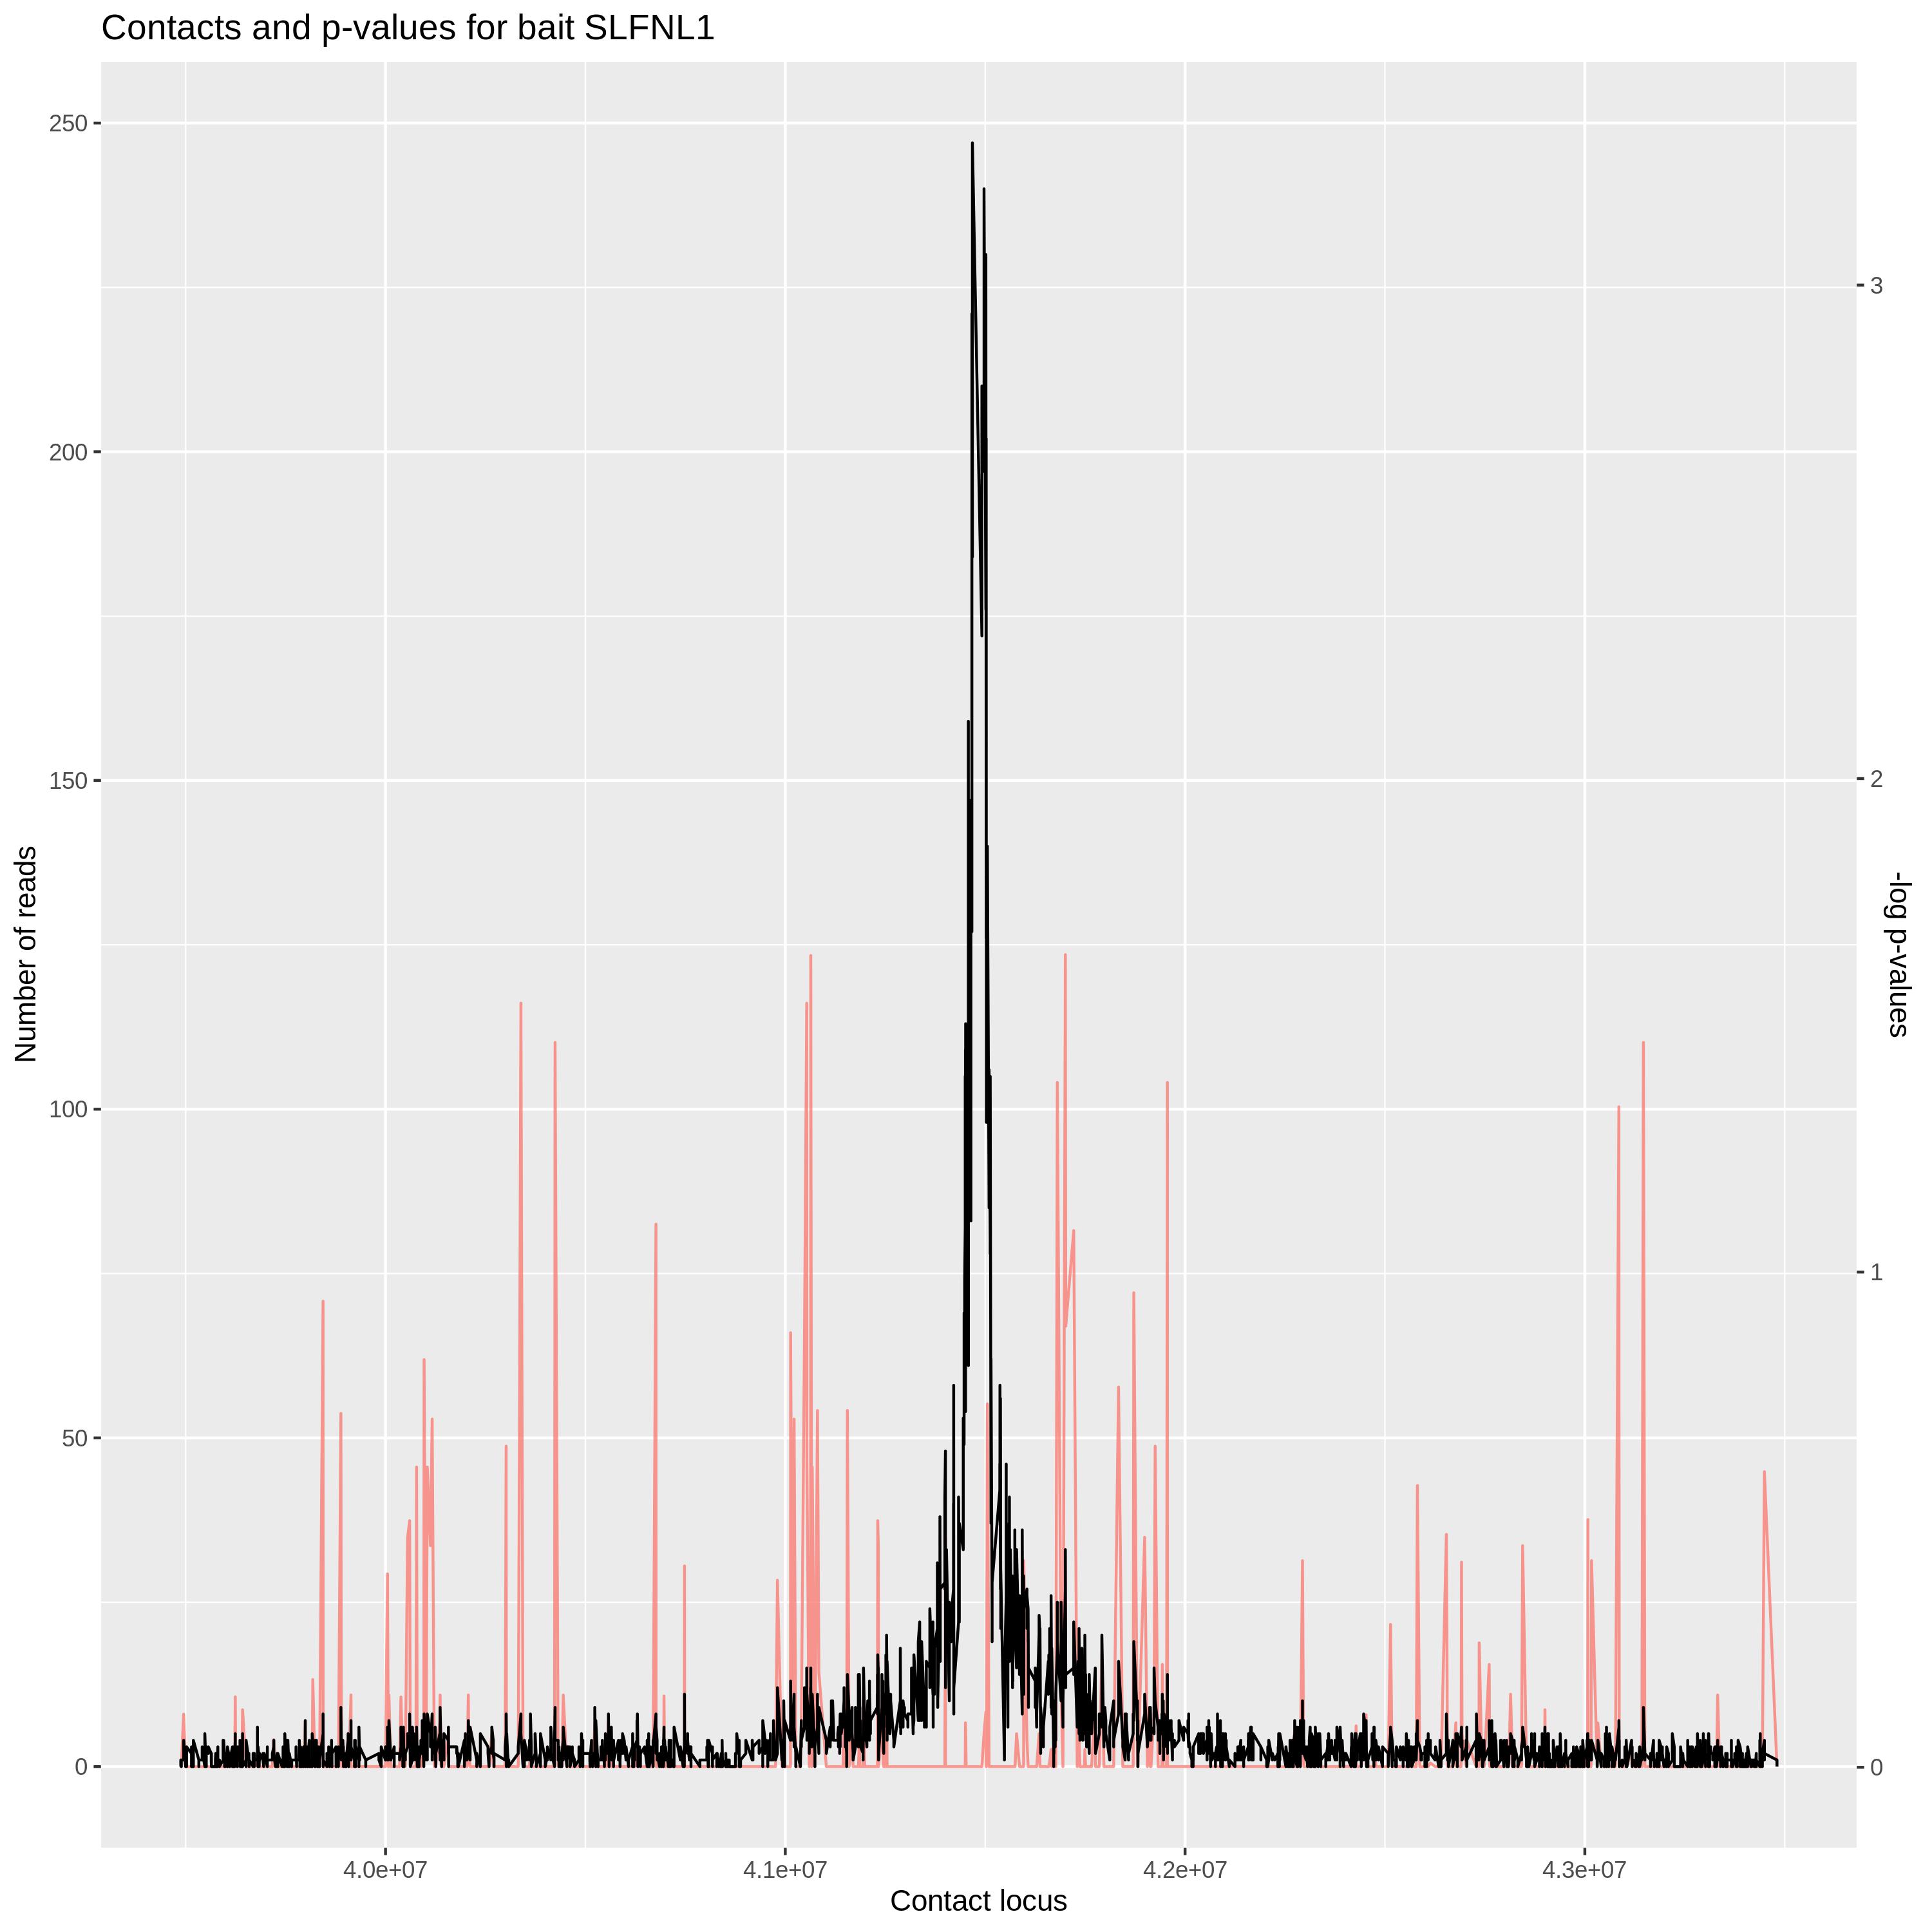 Contacts and p-values for bait SLFNL1
250
200
150
100
50
0
Number of reads
3
2
1
0
-log p-values
4.0e+07 4.1e+07 4.2e+07 4.3e+07
Contact locus